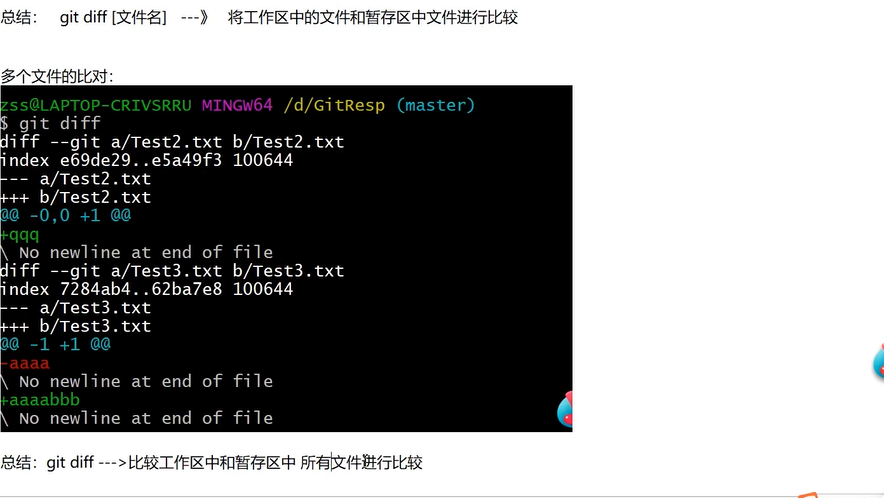 总结： git diff [文件名] ---》 将工作区中的文件和暂存区中文件进行比较
多个文件的比对：
zss@LAPTOP-CRIVSRRU MINGW64 /d/GitResp (master)
$ git diff
diff --git a/Test2.txt b/Test2.txt
index e69de29..e5a49f3 100644
--- a/Test2.txt
+++ b/Test2.txt
@@ -0,0 +1 @@
+qqq
\ No newline at end of file
diff --git a/Test3.txt b/Test3.txt
index 7284ab4..62ba7e8 100644
--- a/Test3.txt
+++ b/Test3.txt
@@ -1 +1 @@
-aaaa
\ No newline at end of file
+aaaabbb
\ No newline at end of file
总结：git diff --->比较工作区中和暂存区中 所有文件进行比较